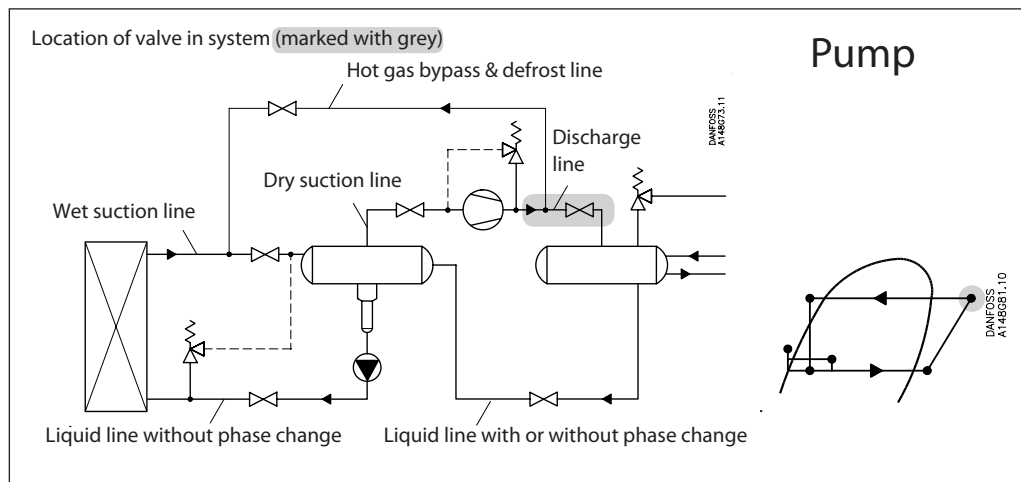 Location of valve in system (marked with grey)
Pump
Hot gas bypass & defrost line
DANFOSS
A148G73.11
Discharge
line
Dry suction line
Wet suction line
DANFOSS
A148G81.10
Liquid line without phase change
Liquid line with or without phase change